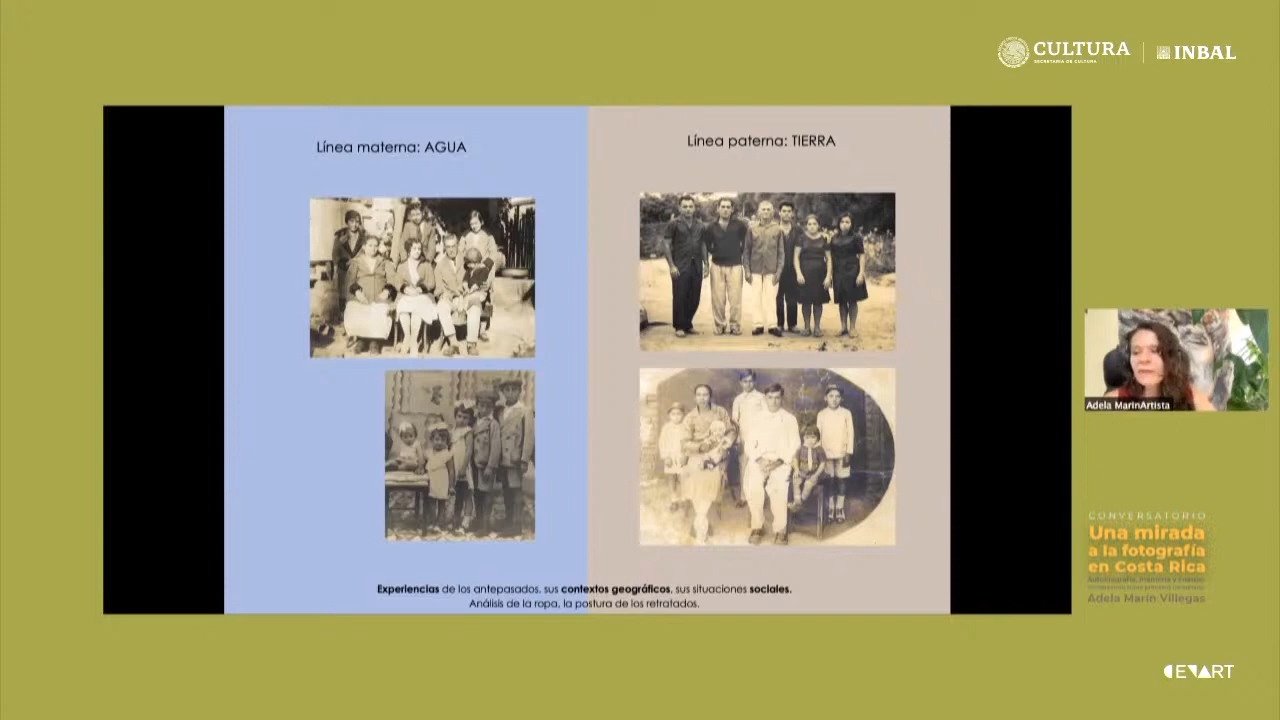 CULTURA
SECRETARÍA DE CULTURA
INBAL
Línea materna: AGUA
Línea paterna: TIERRA
Experiencias de los antepasados, sus contextos geográficos, sus situaciones sociales.
Análisis de la ropa, la postura de los retratados.
Adela MarinArtista
CONVERSATORIO
Una mirada
a la fotografía
en Costa Rica
Adela Marín Villegas
CENART